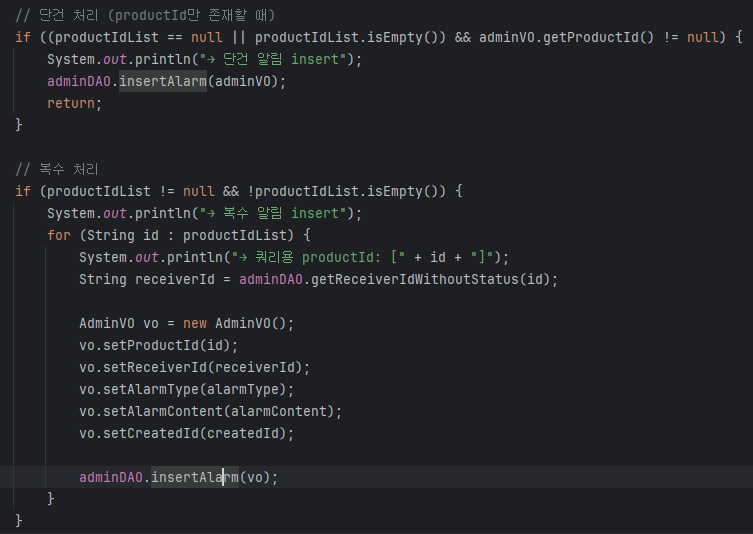 // 단건 처리 (productId만 존재할 때)
if ((productIdList == null || productIdList.isEmpty()) && adminVO.getProductId() != null) {
    System.out.println("→ 단건 알림 insert");
    adminDAO.insertAlarm(adminVO);
    return;
}

// 복수 처리
if (productIdList != null && !productIdList.isEmpty()) {
    System.out.println("→ 복수 알림 insert");
    for (String id : productIdList) {
        System.out.println("→ 쿼리용 productId: [" + id + "]");
        String receiverId = adminDAO.getReceiverIdWithoutStatus(id);

        AdminVO vo = new AdminVO();
        vo.setProductId(id);
        vo.setReceiverId(receiverId);
        vo.setAlarmType(alarmType);
        vo.setAlarmContent(alarmContent);
        vo.setCreatedId(createdId);

        adminDAO.insertAlarm(vo);
    }
}